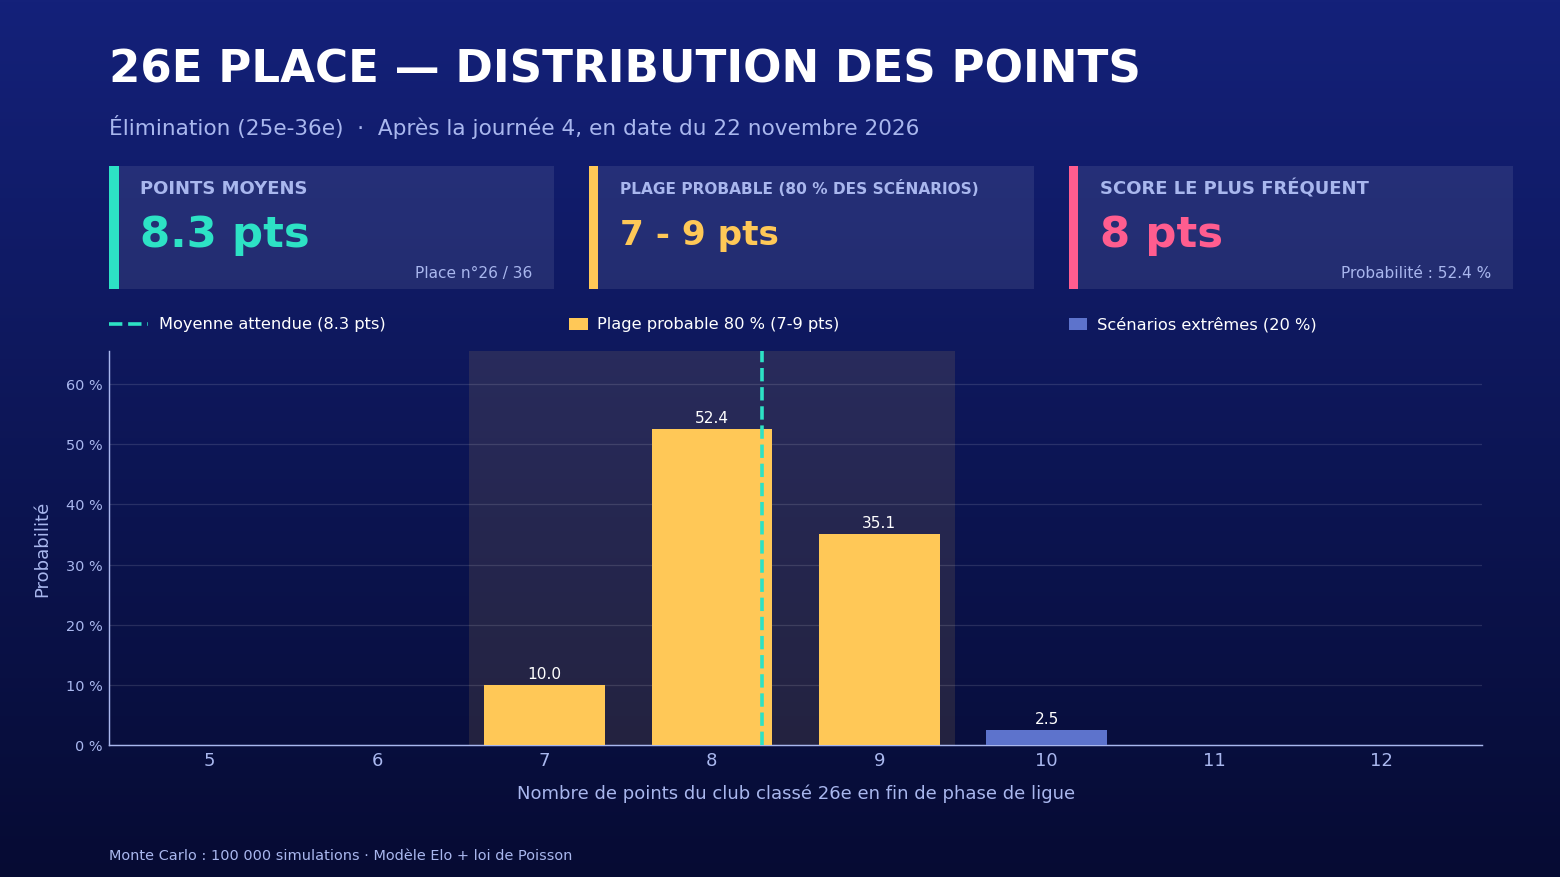 26E PLACE — DISTRIBUTION DES POINTS
Élimination (25e-36e)  ·  Après la journée 4, en date du 22 novembre 2026
POINTS MOYENS
8.3 pts
Place n°26 / 36
PLAGE PROBABLE (80 % DES SCÉNARIOS)
7 - 9 pts
SCORE LE PLUS FRÉQUENT
8 pts
Probabilité : 52.4 %
Moyenne attendue (8.3 pts)
Plage probable 80 % (7-9 pts)
Scénarios extrêmes (20 %)
Probabilité
60 %
50 %
40 %
30 %
20 %
10 %
0 %
10.0
52.4
35.1
2.5
5 6 7 8 9 10 11 12
Nombre de points du club classé 26e en fin de phase de ligue
Monte Carlo : 100 000 simulations · Modèle Elo + loi de Poisson